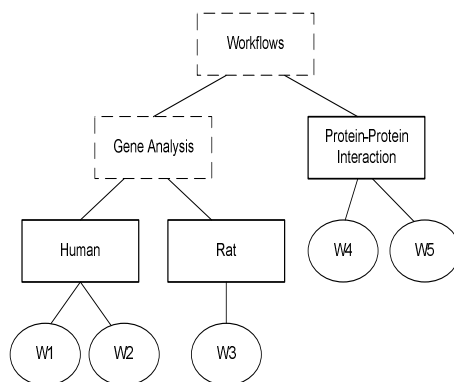 Workflows
Gene Analysis
Protein-Protein
Interaction
Human
Rat
W4
W5
W1
W2
W3